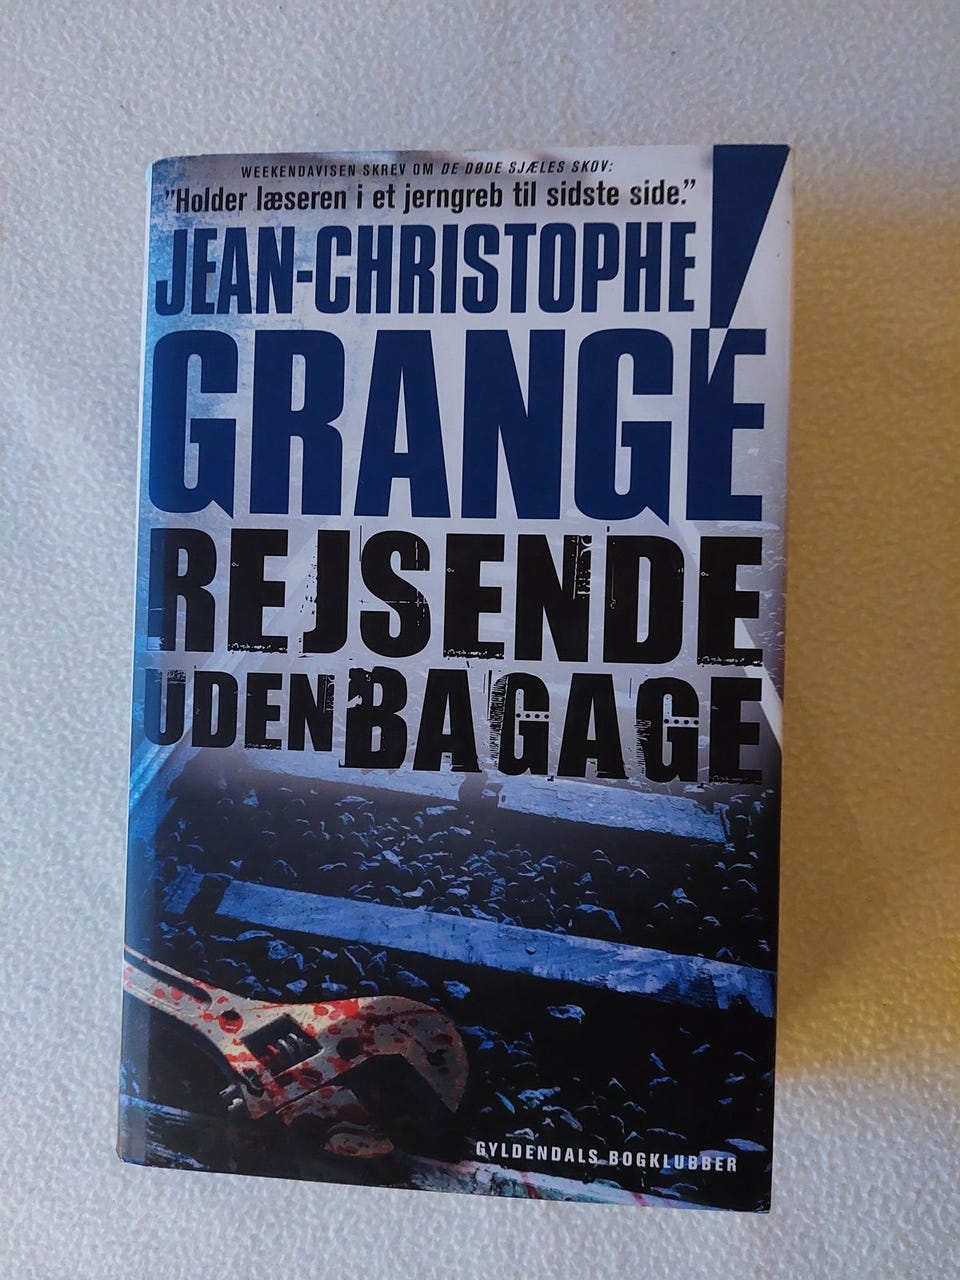 WEEKENDAVISEN SKREV OM DE DØDE SJÆLES SKOV:
"Holder læseren i et jerngreb til sidste side."
JEAN-CHRISTOPHE
GRANGÉ
REJSENDE
UDEN BAGAGE
GYLDENDALS BOGKLUBBER